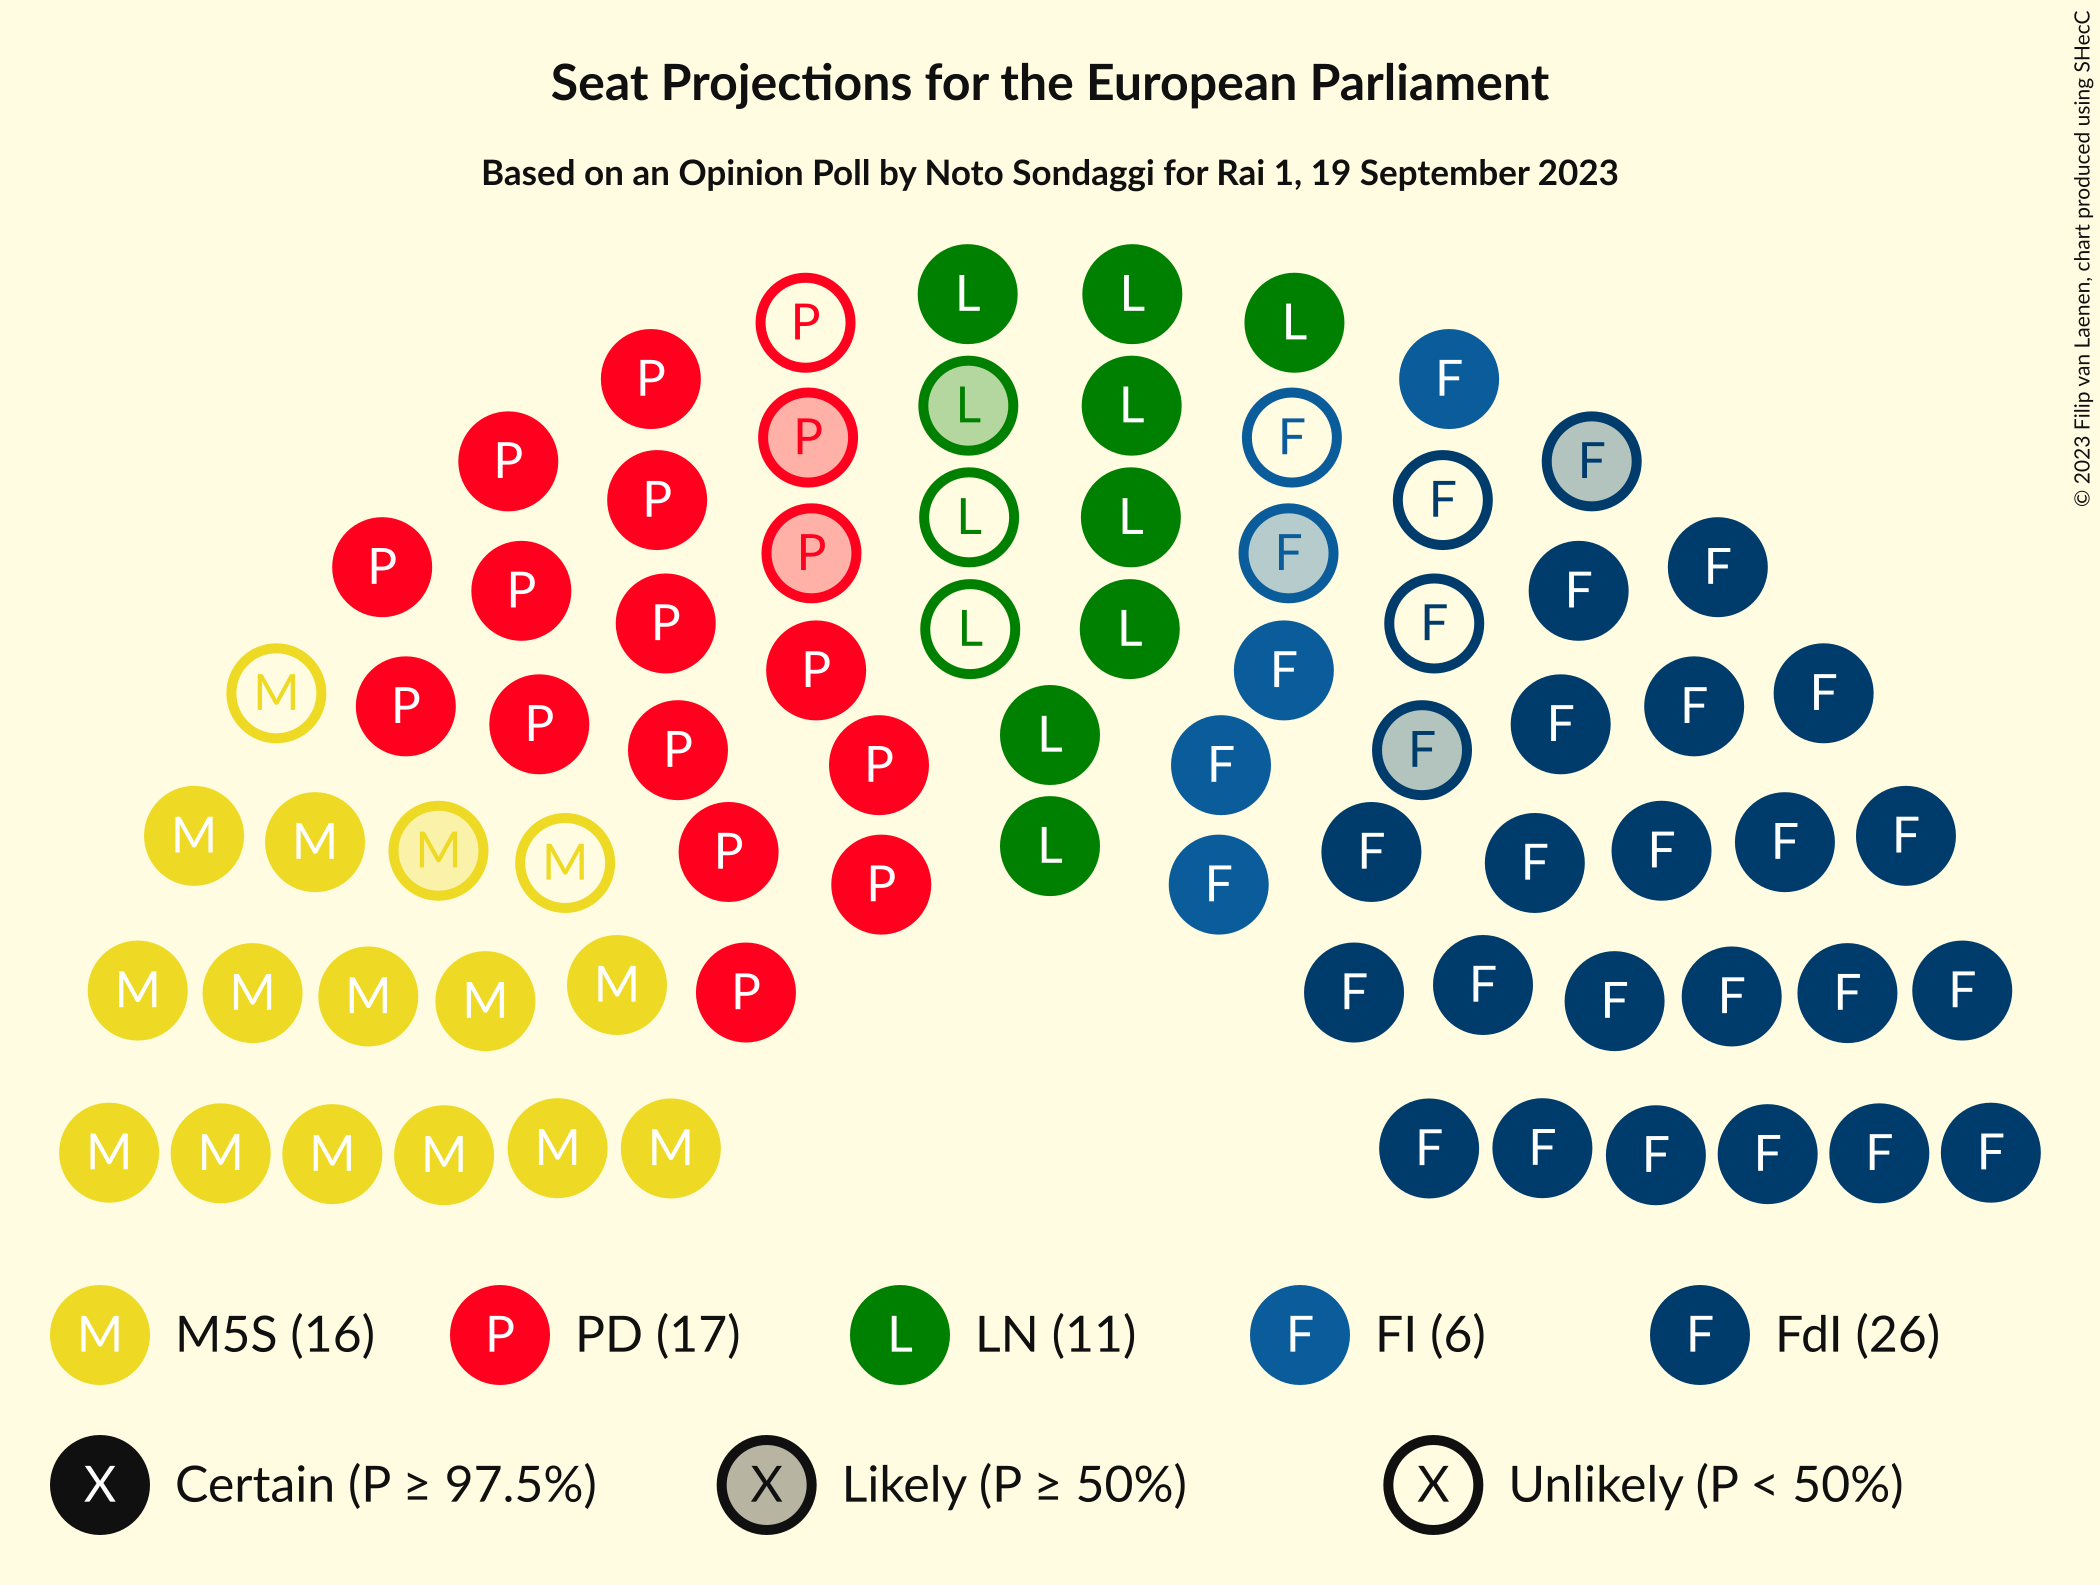 Seat Projections for the European Parliament
Based on an Opinion Poll by Noto Sondaggi for Rai 1, 19 September 2023
© 2023 Filip van Laenen, chart produced using SHecC
L L
P L
P F
L L
P F
P F
P F
L L
P F
P F
P F
P F
P F
L L
P F
M F
P F
P F
L
P F
P F
M F
M F
L
M P F F
M F
P F
M F
M F
M P F F
M F
M M M M M M F F F F F F
M M5S (16) P PD (17) L LN (11) F FI (6) F FdI (26)
X Certain (P ≥ 97.5%) X Likely (P ≥ 50%) X Unlikely (P < 50%)